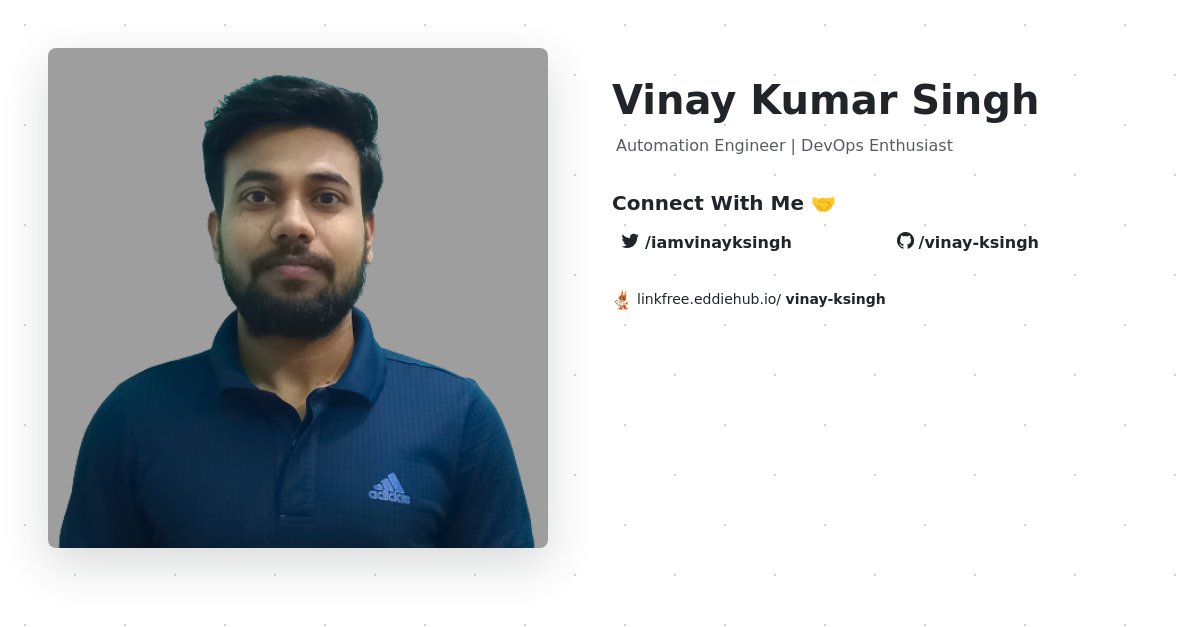 Vinay Kumar Singh
Automation Engineer | DevOps Enthusiast
Connect With Me 🤝
/iamvinayksingh
/vinay-ksingh
linkfree.eddiehub.io/ vinay-ksingh
adidas